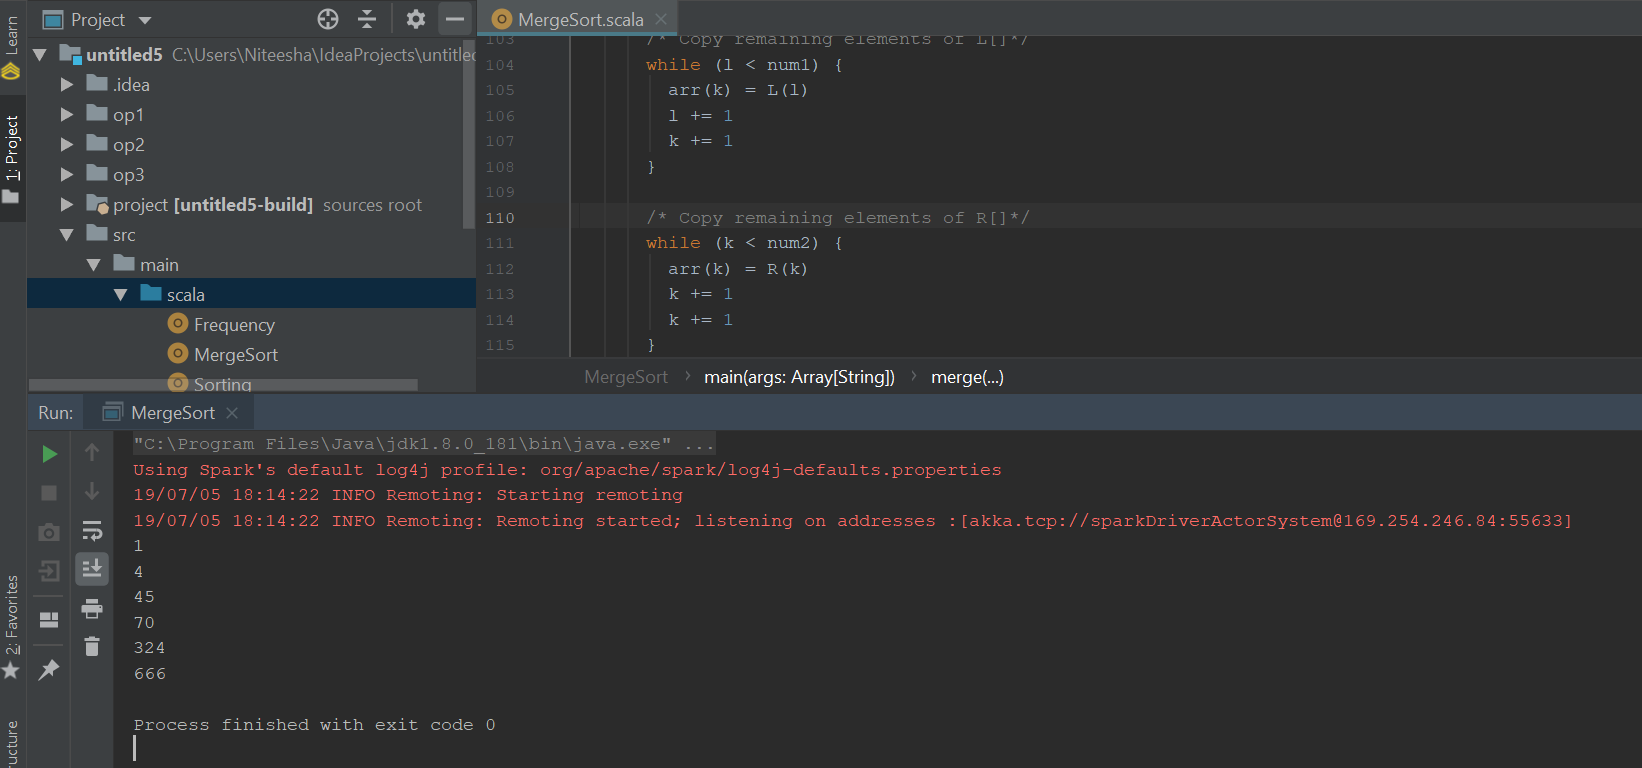 Learn
1: Project
2: Favorites
ructure
Project
untitled5 C:\Users\Niteesha\IdeaProjects\untitled
.idea
op1
op2
op3
project [untitled5-build] sources root
src
main
scala
Frequency
MergeSort
Sorting
MergeSort.scala
103 /* Copy remaining elements of L[]*/
104 while (l < num1) {
105 arr(k) = L(l)
106 l += 1
107 k += 1
108 }
109
110 /* Copy remaining elements of R[]*/
111 while (k < num2) {
112 arr(k) = R(k)
113 k += 1
114 k += 1
115 }
MergeSort > main(args: Array[String]) > merge(...)
Run: MergeSort
"C:\Program Files\Java\jdk1.8.0_181\bin\java.exe" ...
Using Spark's default log4j profile: org/apache/spark/log4j-defaults.properties
19/07/05 18:14:22 INFO Remoting: Starting remoting
19/07/05 18:14:22 INFO Remoting: Remoting started; listening on addresses :[akka.tcp://sparkDriverActorSystem@169.254.246.84:55633]
1
4
45
70
324
666
Process finished with exit code 0